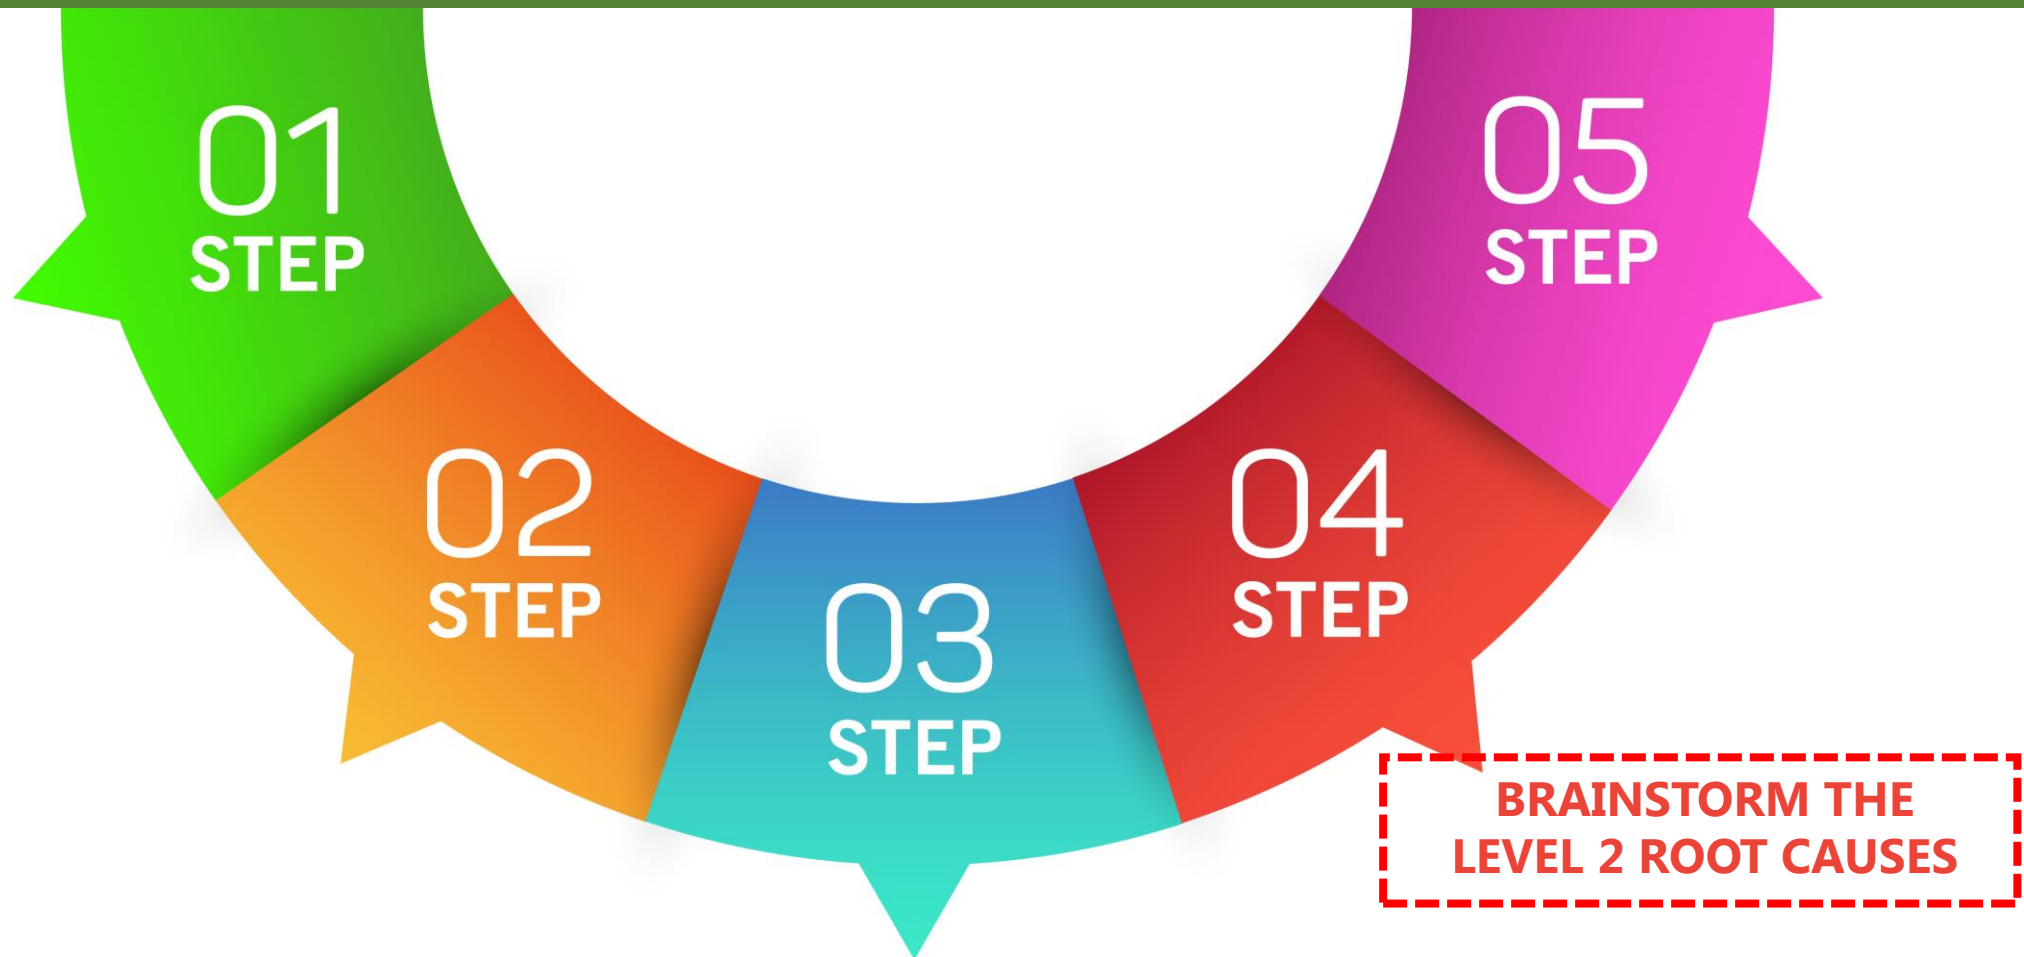 01
STEP
02
STEP
03
STEP
04
STEP
05
STEP
BRAINSTORM THE
LEVEL 2 ROOT CAUSES